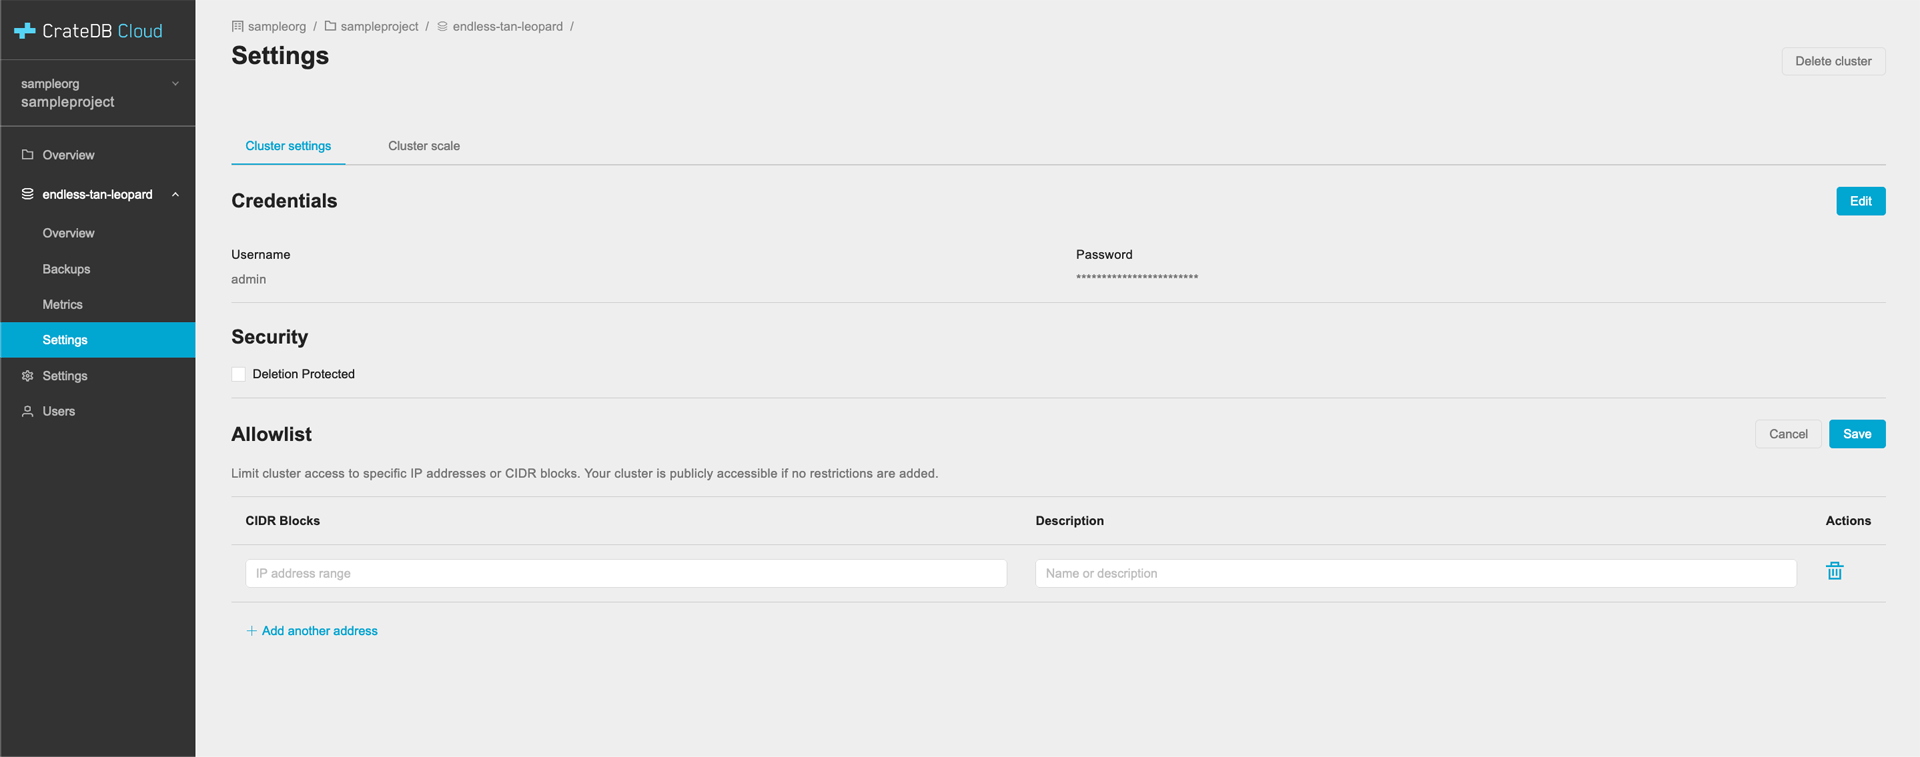 CrateDB Cloud
sampleorg
sampleproject
Overview
endless-tan-leopard
Overview
Backups
Metrics
Settings
Settings
Users
sampleorg / sampleproject / endless-tan-leopard /
Settings
Delete cluster
Cluster settings Cluster scale
Credentials
Edit
Username Password
admin ************************
Security
Deletion Protected
Allowlist
Cancel Save
Limit cluster access to specific IP addresses or CIDR blocks. Your cluster is publicly accessible if no restrictions are added.
CIDR Blocks Description Actions
IP address range Name or description
+ Add another address